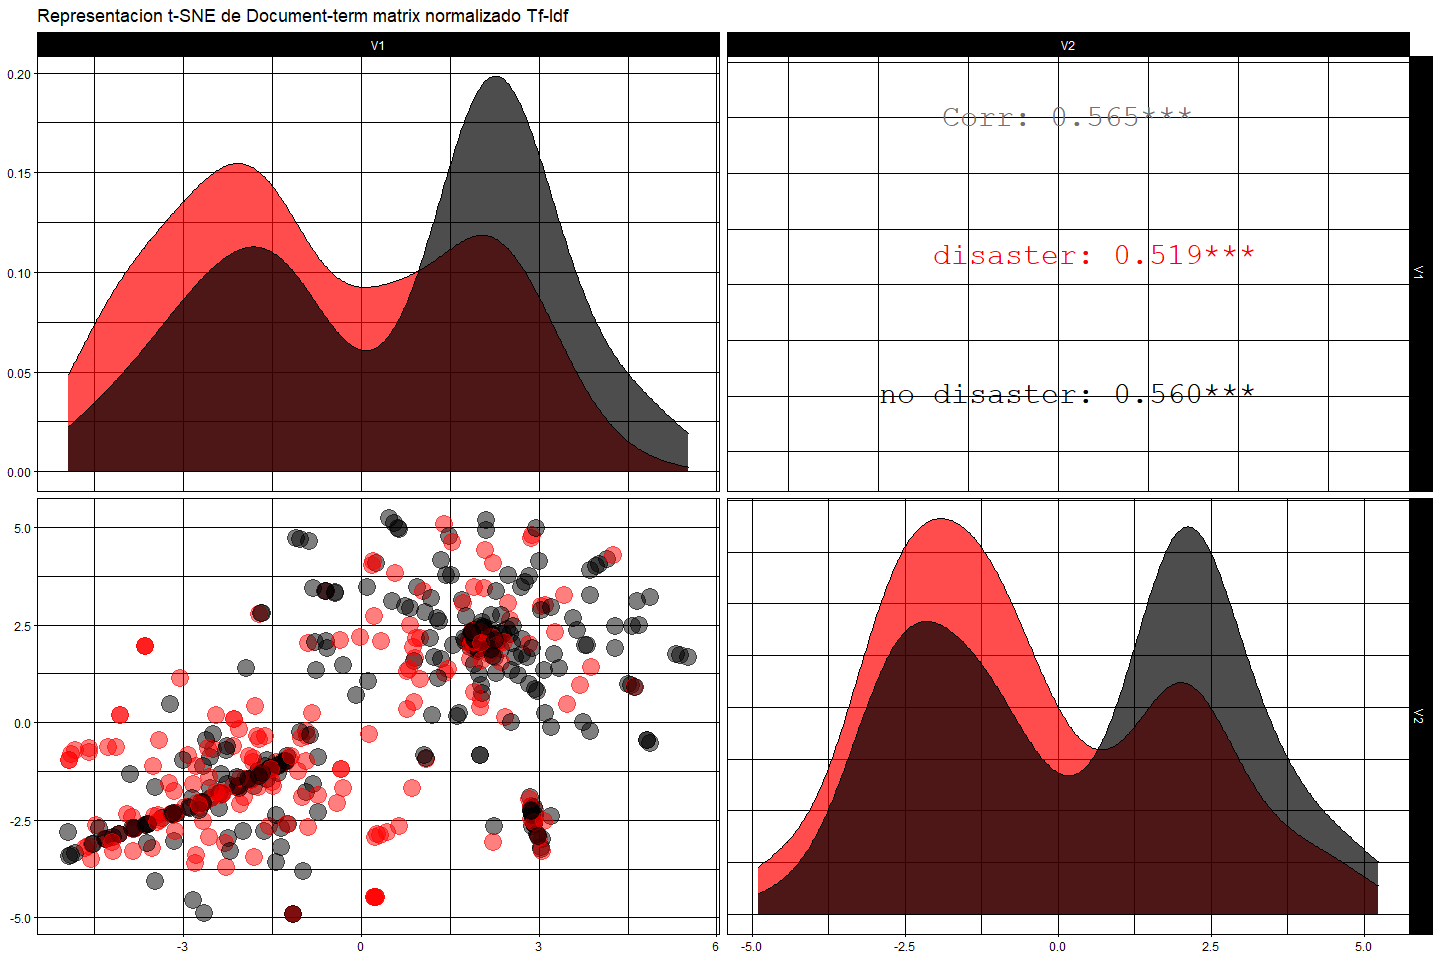 Representacion t-SNE de Document-term matrix normalizado Tf-Idf
V1
V2
0.20
0.15
0.10
0.05
0.00
Corr: 0.565***
disaster: 0.519***
no disaster: 0.560***
V1
5.0
2.5
0.0
-2.5
-5.0
V2
-3
0
3
6
-5.0
-2.5
0.0
2.5
5.0